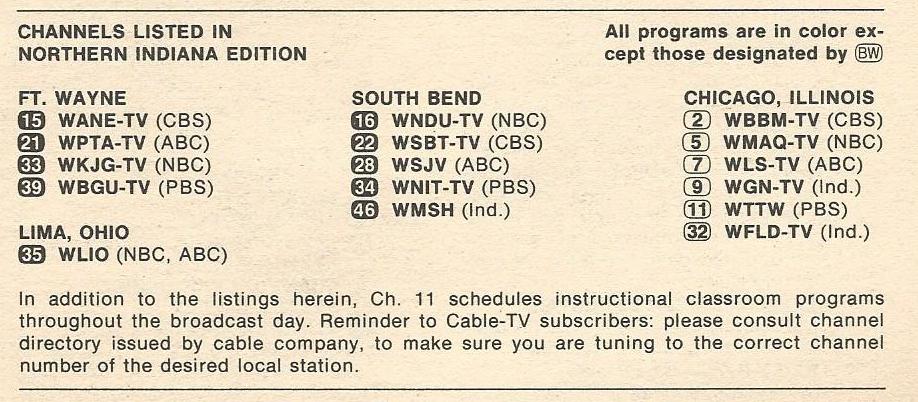 CHANNELS LISTED IN
NORTHERN INDIANA EDITION
All programs are in color ex-
cept those designated by BW
FT. WAYNE
15 WANE-TV (CBS)
21 WPTA-TV (ABC)
33 WKJG-TV (NBC)
39 WBGU-TV (PBS)
LIMA, OHIO
35 WLIO (NBC, ABC)
SOUTH BEND
16 WNDU-TV (NBC)
22 WSBT-TV (CBS)
28 WSJV (ABC)
34 WNIT-TV (PBS)
46 WMSH (Ind.)
CHICAGO, ILLINOIS
2 WBBM-TV (CBS)
5 WMAQ-TV (NBC)
7 WLS-TV (ABC)
9 WGN-TV (Ind.)
11 WTTW (PBS)
32 WFLD-TV (Ind.)
In addition to the listings herein, Ch. 11 schedules instructional classroom programs
throughout the broadcast day. Reminder to Cable-TV subscribers: please consult channel
directory issued by cable company, to make sure you are tuning to the correct channel
number of the desired local station.